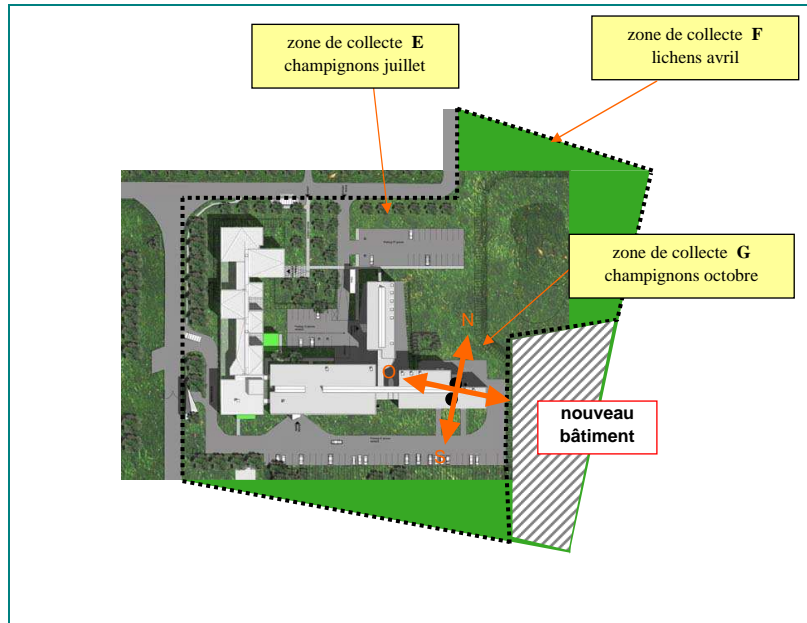 zone de collecte E
champignons juillet
zone de collecte F
lichens avril
zone de collecte G
champignons octobre
N
O
S
nouveau
bâtiment